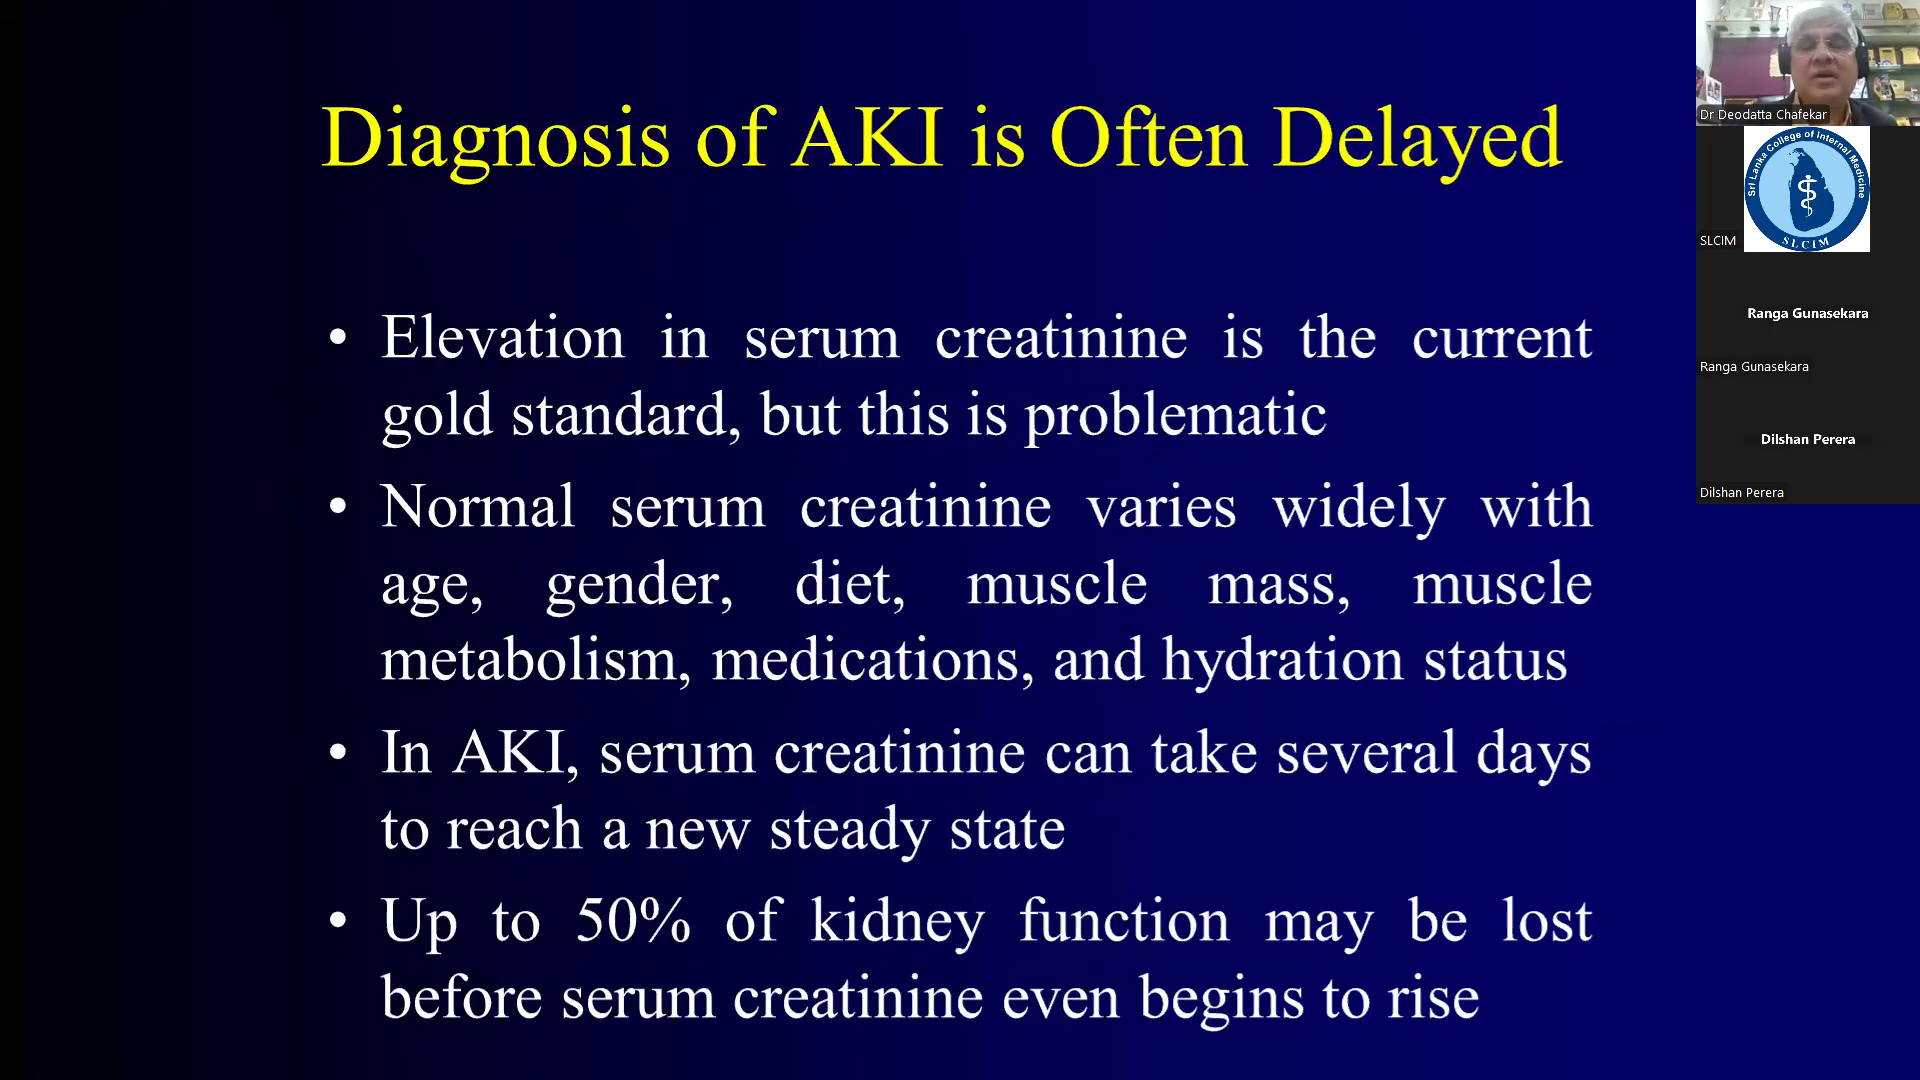 Diagnosis of AKI is Often Delayed
• Elevation in serum creatinine is the current
gold standard, but this is problematic
• Normal serum creatinine varies widely with
age, gender, diet, muscle mass, muscle
metabolism, medications, and hydration status
• In AKI, serum creatinine can take several days
to reach a new steady state
• Up to 50% of kidney function may be lost
before serum creatinine even begins to rise
Dr Deodatta Chafekar
Sri Lanka College of Internal Medicine
SLCIM
SLCIM
Ranga Gunasekara
Ranga Gunasekara
Dilshan Perera
Dilshan Perera